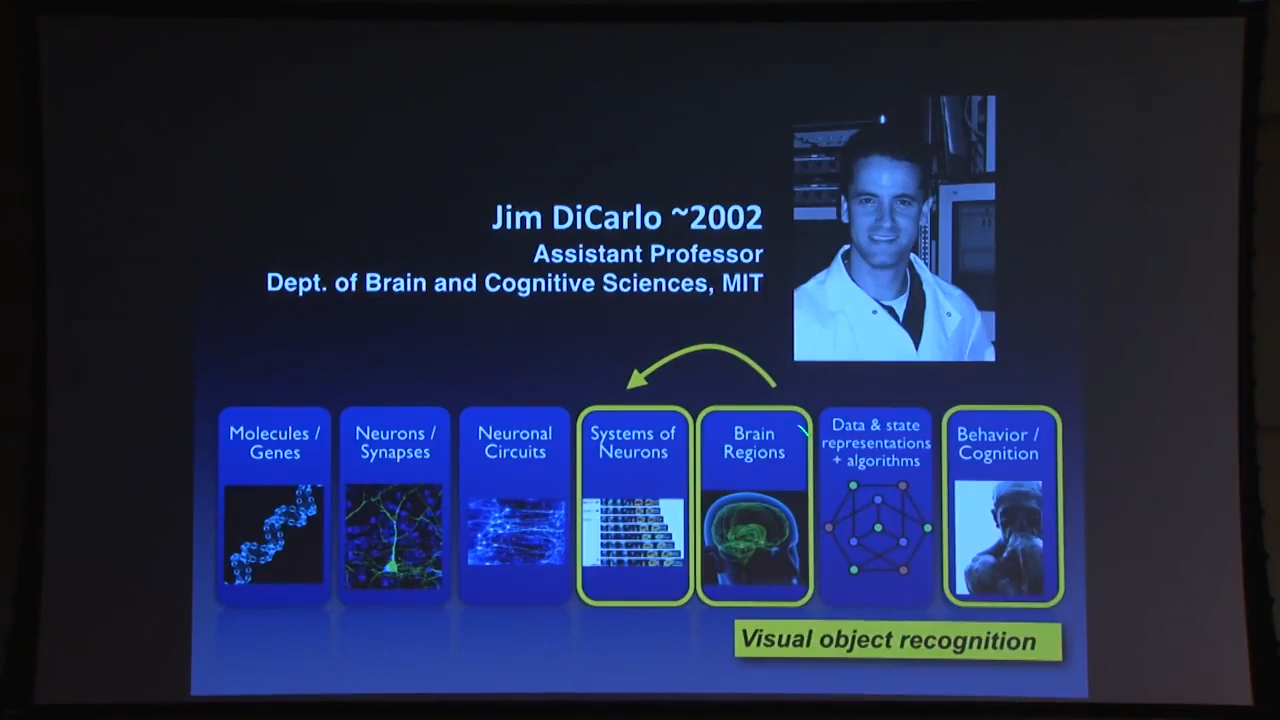 Jim DiCarlo ~2002
Assistant Professor
Dept. of Brain and Cognitive Sciences, MIT
Molecules /
Genes
Neurons /
Synapses
Neuronal
Circuits
Systems of
Neurons
Brain
Regions
Data & state
representations
+ algorithms
Behavior /
Cognition
Visual object recognition